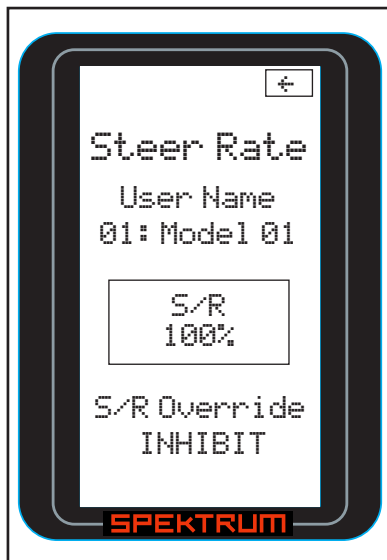 ←
Steer Rate
User Name
01: Model 01
S/R
100%
S/R Override
INHIBIT
SPEKTRUM